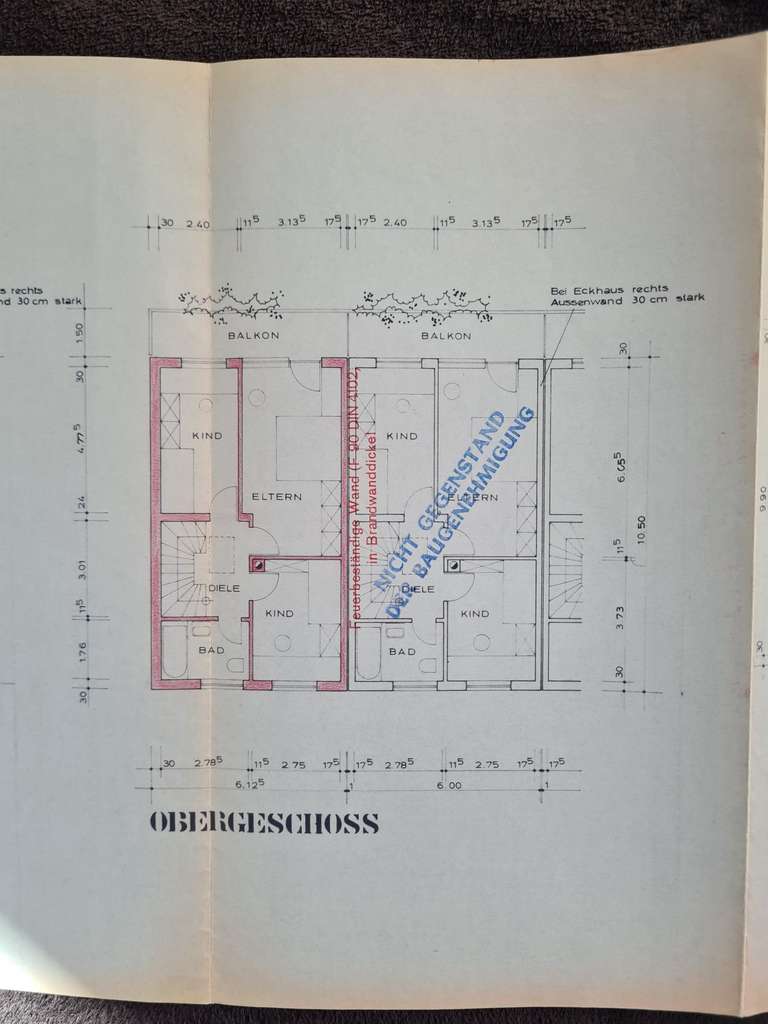 30 2.40 11⁵ 3.13⁵ 17⁵ 17⁵ 2.40 11⁵ 3.13⁵ 17⁵ 17⁵
s rechts
nd 30 cm stark
Bei Eckhaus rechts
Aussenwand 30 cm stark
BALKON BALKON
1.50
30
4.77⁵
24
3.01
11⁵
1.76
30
KIND
ELTERN
DIELE
KIND
BAD
Feuerbeständige Wand (F 90 DIN 4102,
in Brandwanddicke)
NICHT GEGENSTAND
DER BAUGENEHMIGUNG
KIND
ELTERN
DIELE
KIND
BAD
30
6.05⁵
11⁵
3.73
30
10.50
9.90
30
30 2.78⁵ 11⁵ 2.75 17⁵ 17⁵ 2.78⁵ 11⁵ 2.75 17⁵ 17⁵
6.12⁵ 1 6.00 1
OBERGESCHOSS